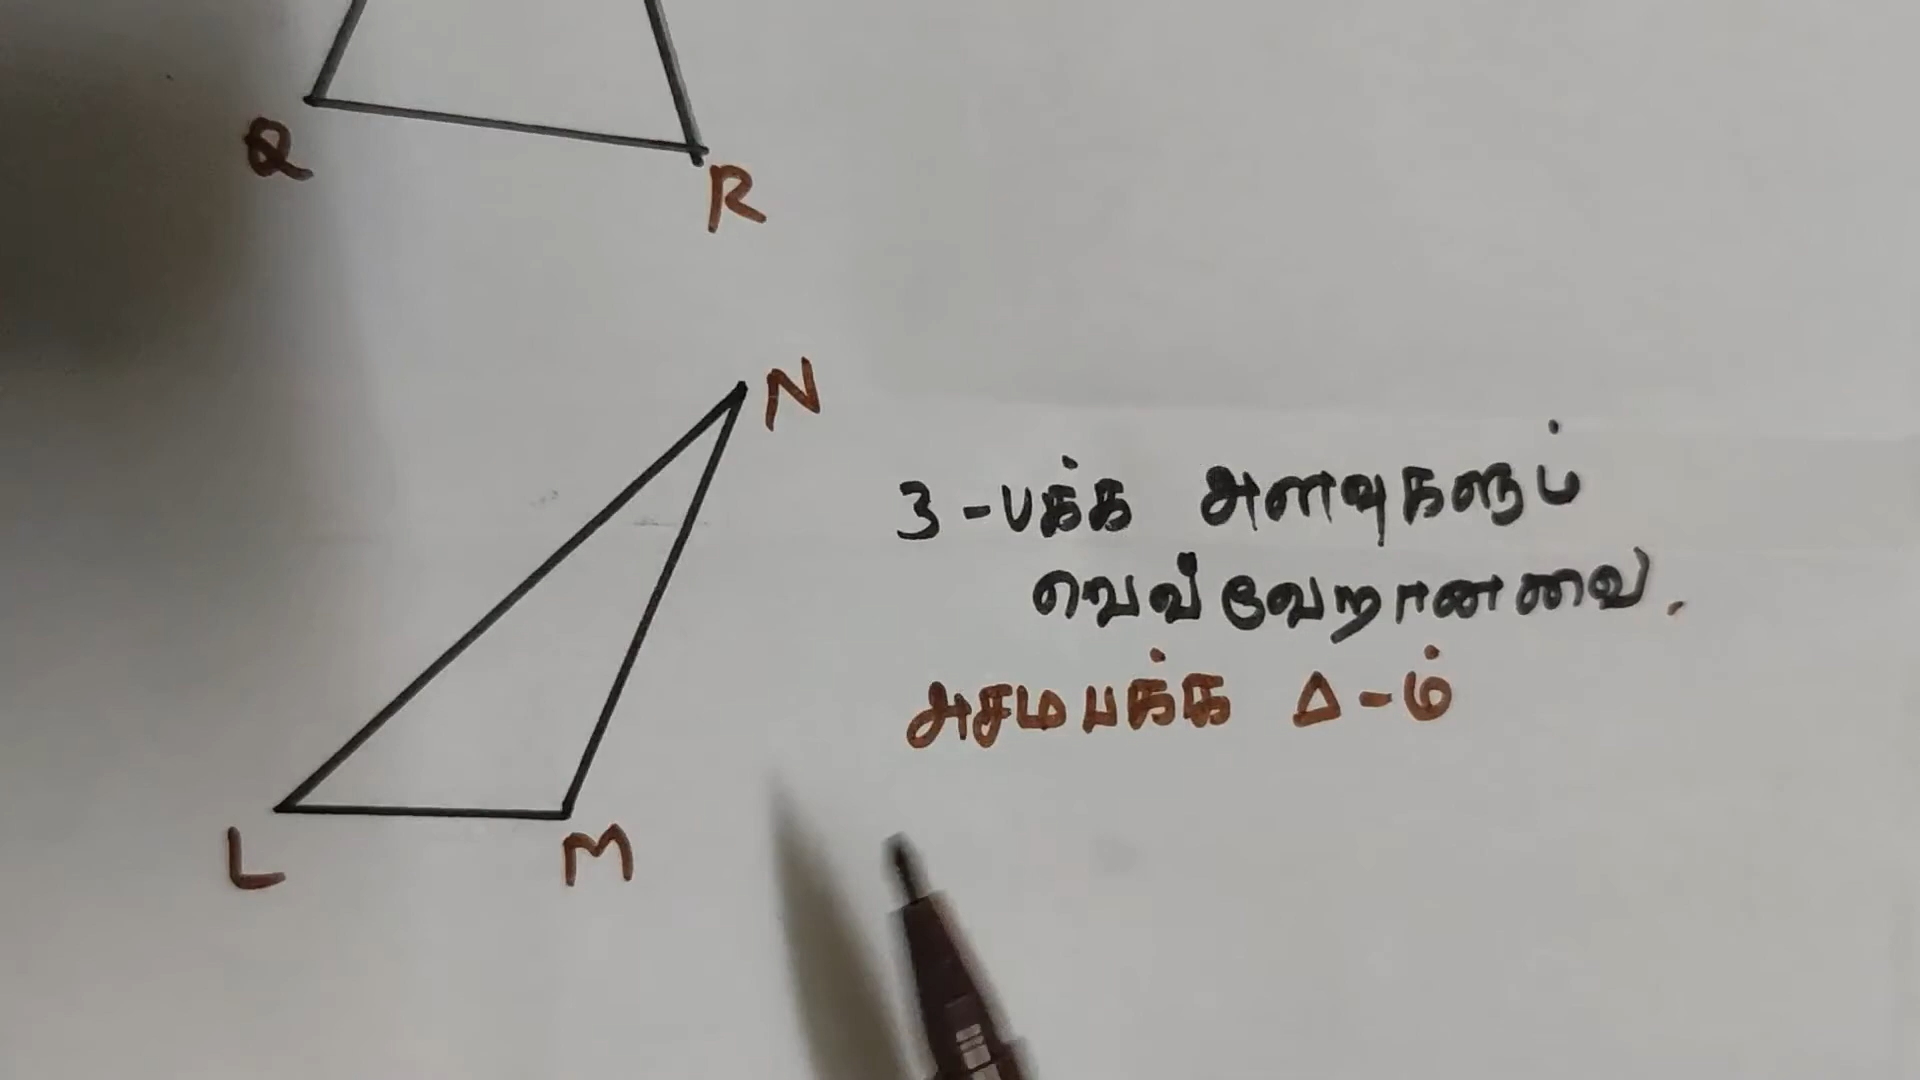 Q
R
N
3 - பக்க அளவுகளும்
வெவ்வேறானவை.
அசமபக்க Δ-ம்
L
M